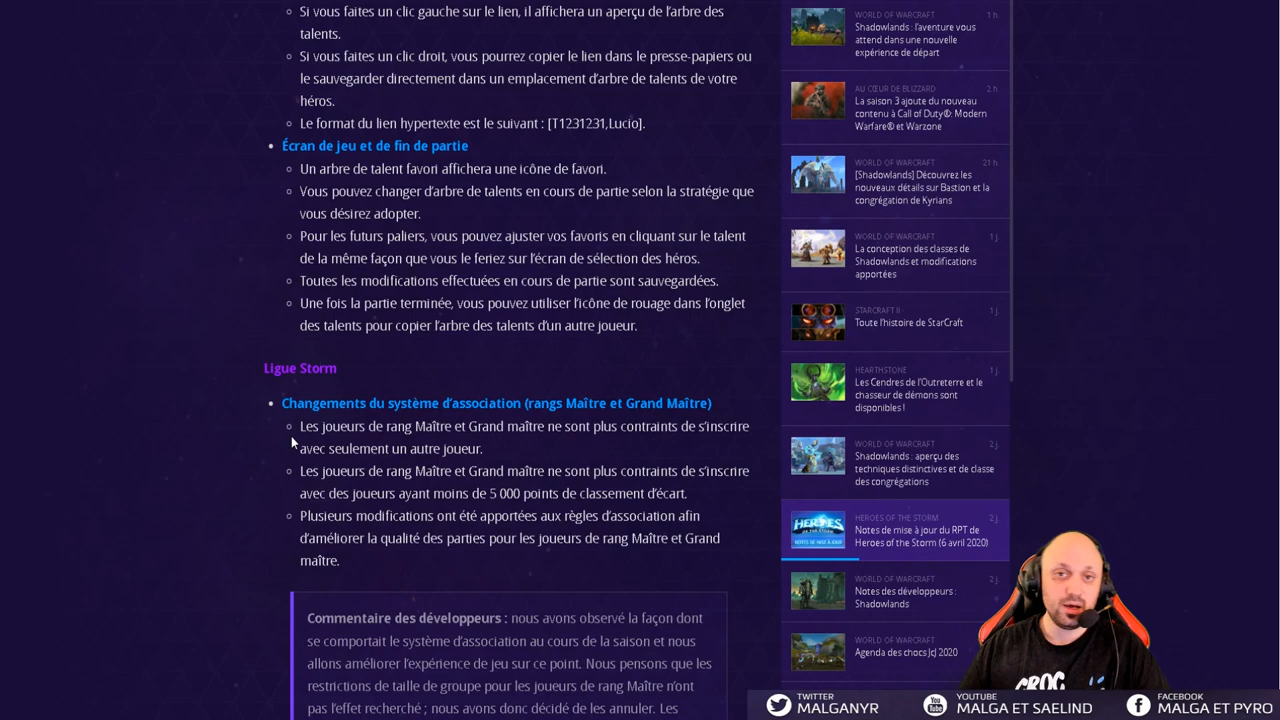 Si vous faites un clic gauche sur le lien, il affichera un aperçu de l'arbre des
talents.
Si vous faites un clic droit, vous pourrez copier le lien dans le presse-papiers ou
le sauvegarder directement dans un emplacement d'arbre de talents de votre
héros.
Le format du lien hypertexte est le suivant : [T1231231,Lucio].
Écran de jeu et de fin de partie
Un arbre de talent favori affichera une icône de favori.
Vous pouvez changer d'arbre de talents en cours de partie selon la stratégie que
vous désirez adopter.
Pour les futurs paliers, vous pouvez ajuster vos favoris en cliquant sur le talent
de la même façon que vous le feriez sur l'écran de sélection des héros.
Toutes les modifications effectuées en cours de partie sont sauvegardées.
Une fois la partie terminée, vous pouvez utiliser l'icône de rouage dans l'onglet
des talents pour copier l'arbre des talents d'un autre joueur.
Ligue Storm
Changements du système d'association (rangs Maître et Grand Maître)
Les joueurs de rang Maître et Grand maître ne sont plus contraints de s'inscrire
avec seulement un autre joueur.
Les joueurs de rang Maître et Grand maître ne sont plus contraints de s'inscrire
avec des joueurs ayant moins de 5 000 points de classement d'écart.
Plusieurs modifications ont été apportées aux règles d'association afin
d'améliorer la qualité des parties pour les joueurs de rang Maître et Grand
maître.
Commentaire des développeurs : nous avons observé la façon dont
se comportait le système d'association au cours de la saison et nous
allons améliorer l'expérience de jeu sur ce point. Nous pensons que les
restrictions de taille de groupe pour les joueurs de rang Maître n'ont
pas l'effet recherché ; nous avons donc décidé de les annuler. Les
WORLD OF WARCRAFT 1 h
Shadowlands : l'aventure vous
attend dans une nouvelle
expérience de départ
AU CŒUR DE BLIZZARD 2 h
La saison 3 ajoute du nouveau
contenu à Call of Duty®: Modern
Warfare® et Warzone
WORLD OF WARCRAFT 21 h
[Shadowlands] Découvrez les
nouveaux détails sur Bastion et la
congrégation de Kyrians
WORLD OF WARCRAFT 1 j
La conception des classes de
Shadowlands et modifications
apportées
STARCRAFT II 1 j
Toute l'histoire de StarCraft
HEARTHSTONE 1 j
Les Cendres de l'Outreterre et le
chasseur de démons sont
disponibles !
WORLD OF WARCRAFT 2 j
Shadowlands : aperçu des
techniques distinctives et de classe
des congrégations
HEROES
OF THE STORM
NOTES DE MISE À JOUR
HEROES OF THE STORM 2 j
Notes de mise à jour du RPT de
Heroes of the Storm (6 avril 2020)
WORLD OF WARCRAFT 2 j
Notes des développeurs :
Shadowlands
WORLD OF WARCRAFT
Agenda des chocs JcJ 2020
TWITTER
MALGANYR
You Tube
YOUTUBE
MALGA ET SAELIND
FACEBOOK
MALGA ET PYRO